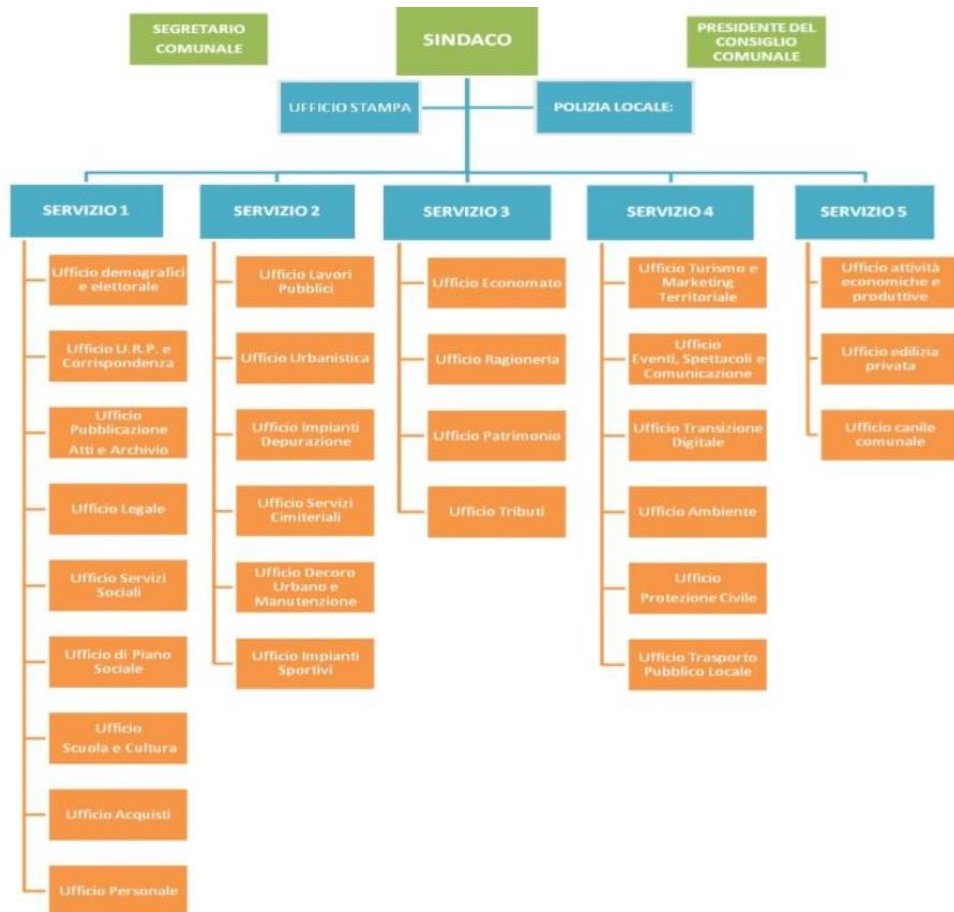 SEGRETARIO
COMUNALE
SINDACO
PRESIDENTE DEL
CONSIGLIO
COMUNALE
UFFICIO STAMPA
POLIZIA LOCALE:
SERVIZIO 1
Ufficio demografici
e elettorale
Ufficio U.R.P. e
Corrispondenza
Ufficio
Pubblicazione
Atti e Archivio
Ufficio Legale
Ufficio Servizi
Sociali
Ufficio di Piano
Sociale
Ufficio
Scuola e Cultura
Ufficio Acquisti
Ufficio Personale
SERVIZIO 2
Ufficio Lavori
Pubblici
Ufficio Urbanistica
Ufficio Impianti
Depurazione
Ufficio Servizi
Cimiteriali
Ufficio Decoro
Urbano e
Manutenzione
Ufficio Impianti
Sportivi
SERVIZIO 3
Ufficio Economato
Ufficio Ragioneria
Ufficio Patrimonio
Ufficio Tributi
SERVIZIO 4
Ufficio Turismo e
Marketing
Territoriale
Ufficio
Eventi, Spettacoli e
Comunicazione
Ufficio Transizione
Digitale
Ufficio Ambiente
Ufficio
Protezione Civile
Ufficio Trasporto
Pubblico Locale
SERVIZIO 5
Ufficio attività
economiche e
produttive
Ufficio edilizia
privata
Ufficio canile
comunale